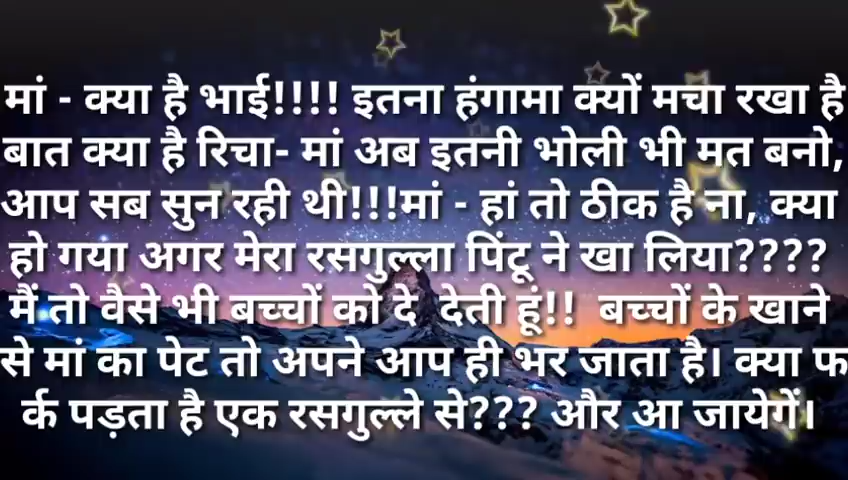 मां - क्या है भाई!!!! इतना हंगामा क्यों मचा रखा है
बात क्या है रिचा- मां अब इतनी भोली भी मत बनो,
आप सब सुन रही थी!!!मां - हां तो ठीक है ना, क्या
हो गया अगर मेरा रसगुल्ला पिंटू ने खा लिया????
मैं तो वैसे भी बच्चों को दे देती हूं!! बच्चों के खाने
से मां का पेट तो अपने आप ही भर जाता है। क्या फ
र्क पड़ता है एक रसगुल्ले से??? और आ जायेगें।